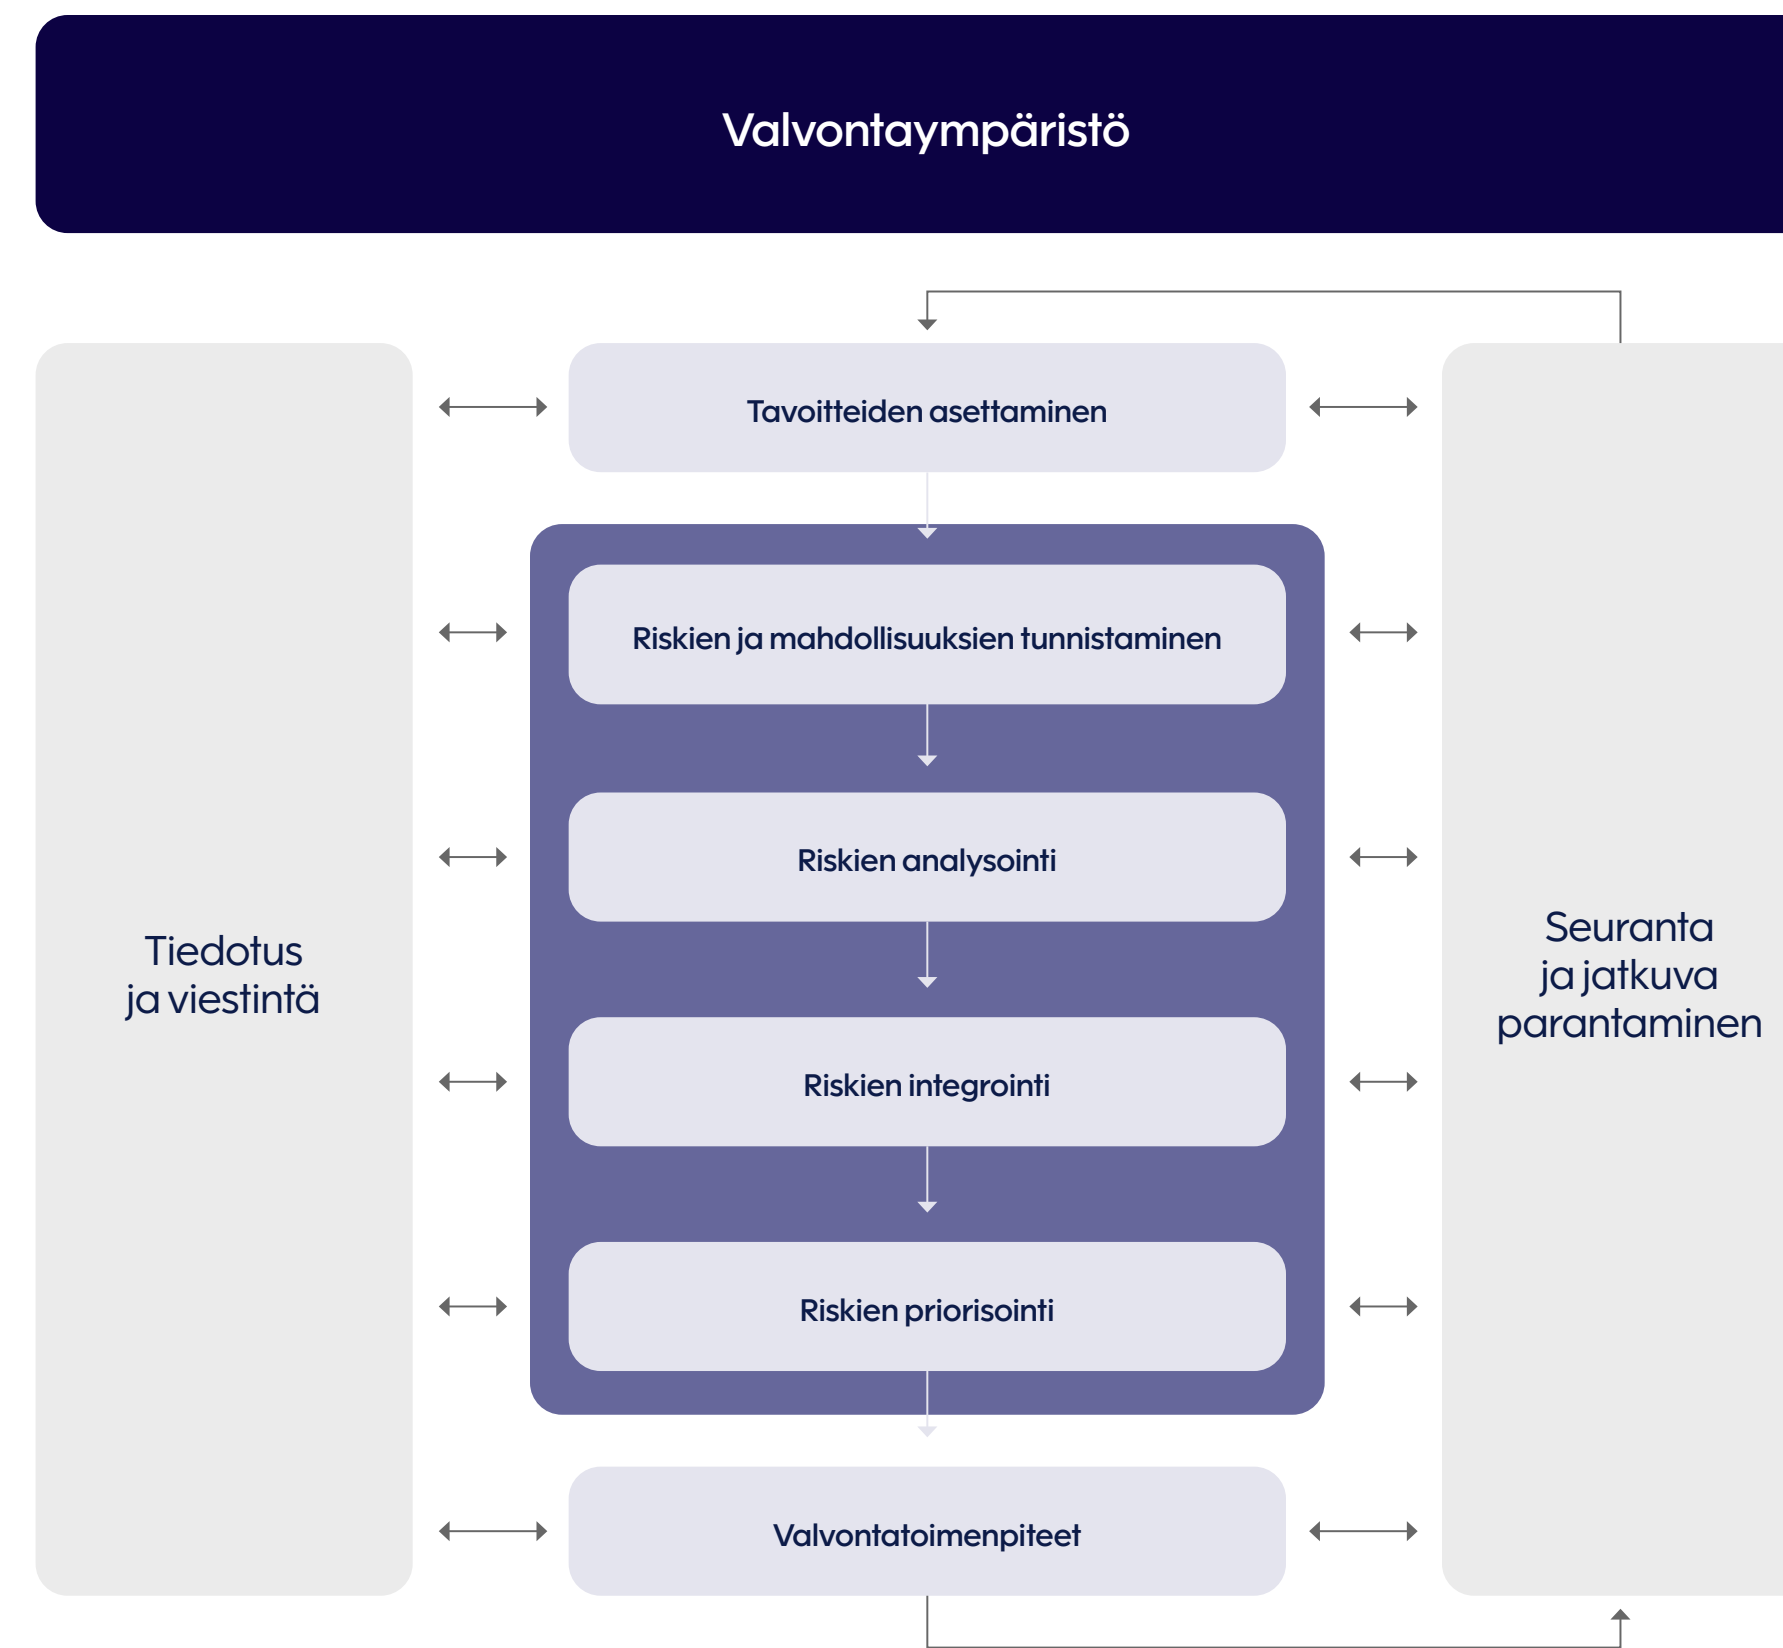 Valvontaympäristö
Tavoitteiden asettaminen
Riskien ja mahdollisuuksien tunnistaminen
Riskien analysointi
Riskien integrointi
Riskien priorisointi
Valvontatoimenpiteet
Tiedotus
ja viestintä
Seuranta
ja jatkuva
parantaminen